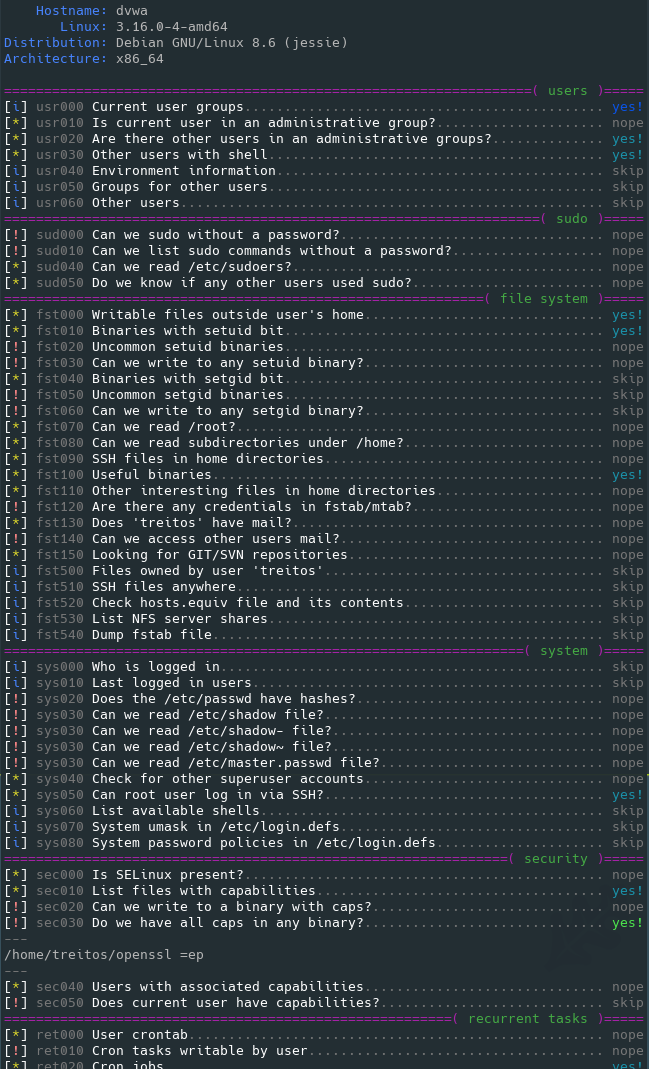 Hostname: dvwa
Linux: 3.16.0-4-amd64
Distribution: Debian GNU/Linux 8.6 (jessie)
Architecture: x86_64
==================================================================( users )=====
[i] usr000 Current user groups............................................. yes!
[*] usr010 Is current user in an administrative group?..................... nope
[*] usr020 Are there other users in an administrative groups?.............. yes!
[*] usr030 Other users with shell.......................................... yes!
[i] usr040 Environment information......................................... skip
[i] usr050 Groups for other users.......................................... skip
[i] usr060 Other users..................................................... skip
===================================================================( sudo )=====
[!] sud000 Can we sudo without a password?................................. nope
[!] sud010 Can we list sudo commands without a password?................... nope
[*] sud040 Can we read /etc/sudoers?....................................... nope
[*] sud050 Do we know if any other users used sudo?........................ nope
============================================================( file system )=====
[*] fst000 Writable files outside user's home.............................. yes!
[*] fst010 Binaries with setuid bit........................................ yes!
[!] fst020 Uncommon setuid binaries........................................ nope
[!] fst030 Can we write to any setuid binary?.............................. nope
[*] fst040 Binaries with setgid bit........................................ skip
[!] fst050 Uncommon setgid binaries........................................ skip
[!] fst060 Can we write to any setgid binary?.............................. skip
[*] fst070 Can we read /root?.............................................. nope
[*] fst080 Can we read subdirectories under /home?......................... nope
[*] fst090 SSH files in home directories................................... nope
[*] fst100 Useful binaries................................................. yes!
[*] fst110 Other interesting files in home directories..................... nope
[!] fst120 Are there any credentials in fstab/mtab?........................ nope
[*] fst130 Does 'treitos' have mail?....................................... nope
[!] fst140 Can we access other users mail?................................. nope
[*] fst150 Looking for GIT/SVN repositories................................ nope
[i] fst500 Files owned by user 'treitos'................................... skip
[i] fst510 SSH files anywhere.............................................. skip
[i] fst520 Check hosts.equiv file and its contents......................... skip
[i] fst530 List NFS server shares.......................................... skip
[i] fst540 Dump fstab file................................................. skip
=================================================================( system )=====
[i] sys000 Who is logged in................................................ skip
[i] sys010 Last logged in users............................................ skip
[!] sys020 Does the /etc/passwd have hashes?............................... nope
[!] sys030 Can we read /etc/shadow file?................................... nope
[!] sys030 Can we read /etc/shadow- file?.................................. nope
[!] sys030 Can we read /etc/shadow~ file?.................................. nope
[!] sys030 Can we read /etc/master.passwd file?............................ nope
[*] sys040 Check for other superuser accounts.............................. nope
[*] sys050 Can root user log in via SSH?................................... yes!
[i] sys060 List available shells........................................... skip
[i] sys070 System umask in /etc/login.defs................................. skip
[i] sys080 System password policies in /etc/login.defs..................... skip
===============================================================( security )=====
[*] sec000 Is SELinux present?............................................. nope
[*] sec010 List files with capabilities.................................... yes!
[!] sec020 Can we write to a binary with caps?............................. nope
[!] sec030 Do we have all caps in any binary?.............................. yes!
---
/home/treitos/openssl =ep
---
[*] sec040 Users with associated capabilities.............................. nope
[!] sec050 Does current user have capabilities?............................ skip
========================================================( recurrent tasks )=====
[*] ret000 User crontab.................................................... nope
[!] ret010 Cron tasks writable by user..................................... nope
[*] ret020 Cron jobs....................................................... yes!